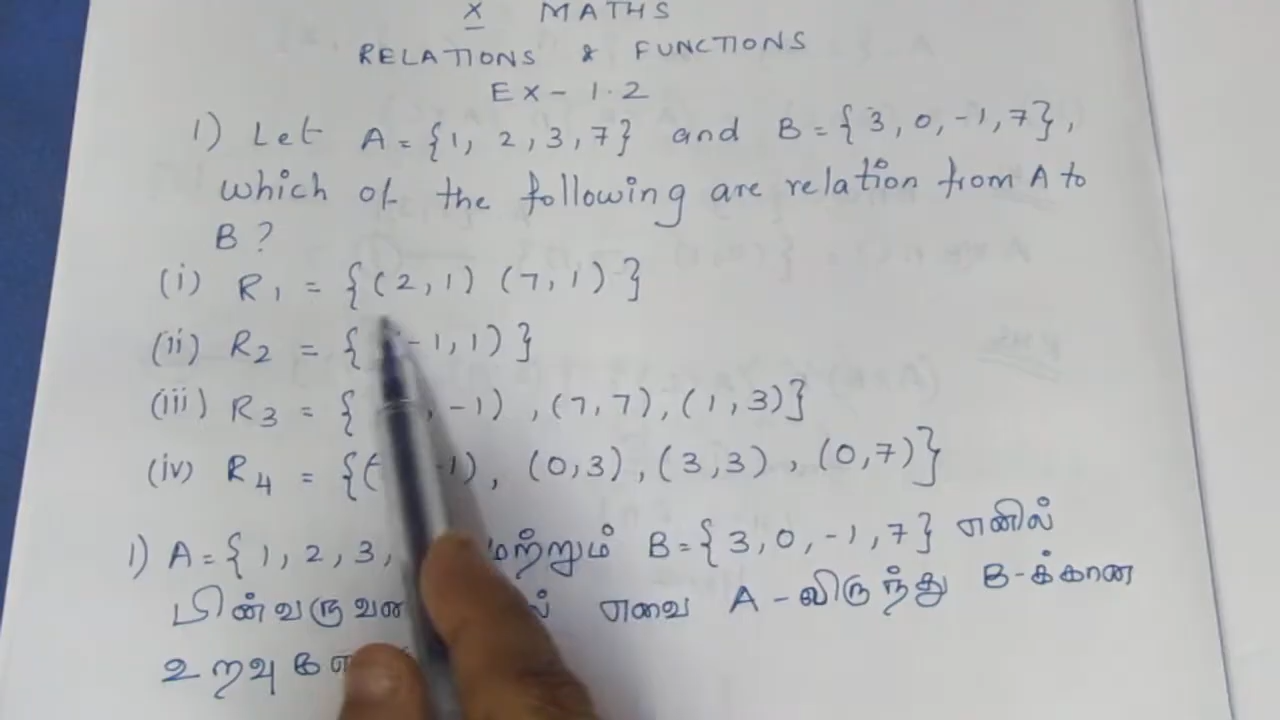 X MATHS
RELATIONS & FUNCTIONS
EX - 1.2
1) Let A = {1, 2, 3, 7} and B = {3, 0, -1, 7},
which of the following are relation from A to
B ?
(i) R1 = {(2, 1) (7, 1) }
(ii) R2 = { -1, 1) }
(iii) R3 = { , -1) , (7, 7), (1, 3)}
(iv) R4 = {( 1), (0, 3), (3, 3) , (0, 7)}
1) A = { 1, 2, 3, மற்றும் B = {3, 0, -1, 7} எனில்
எவை A - லிருந்து B - க்கான